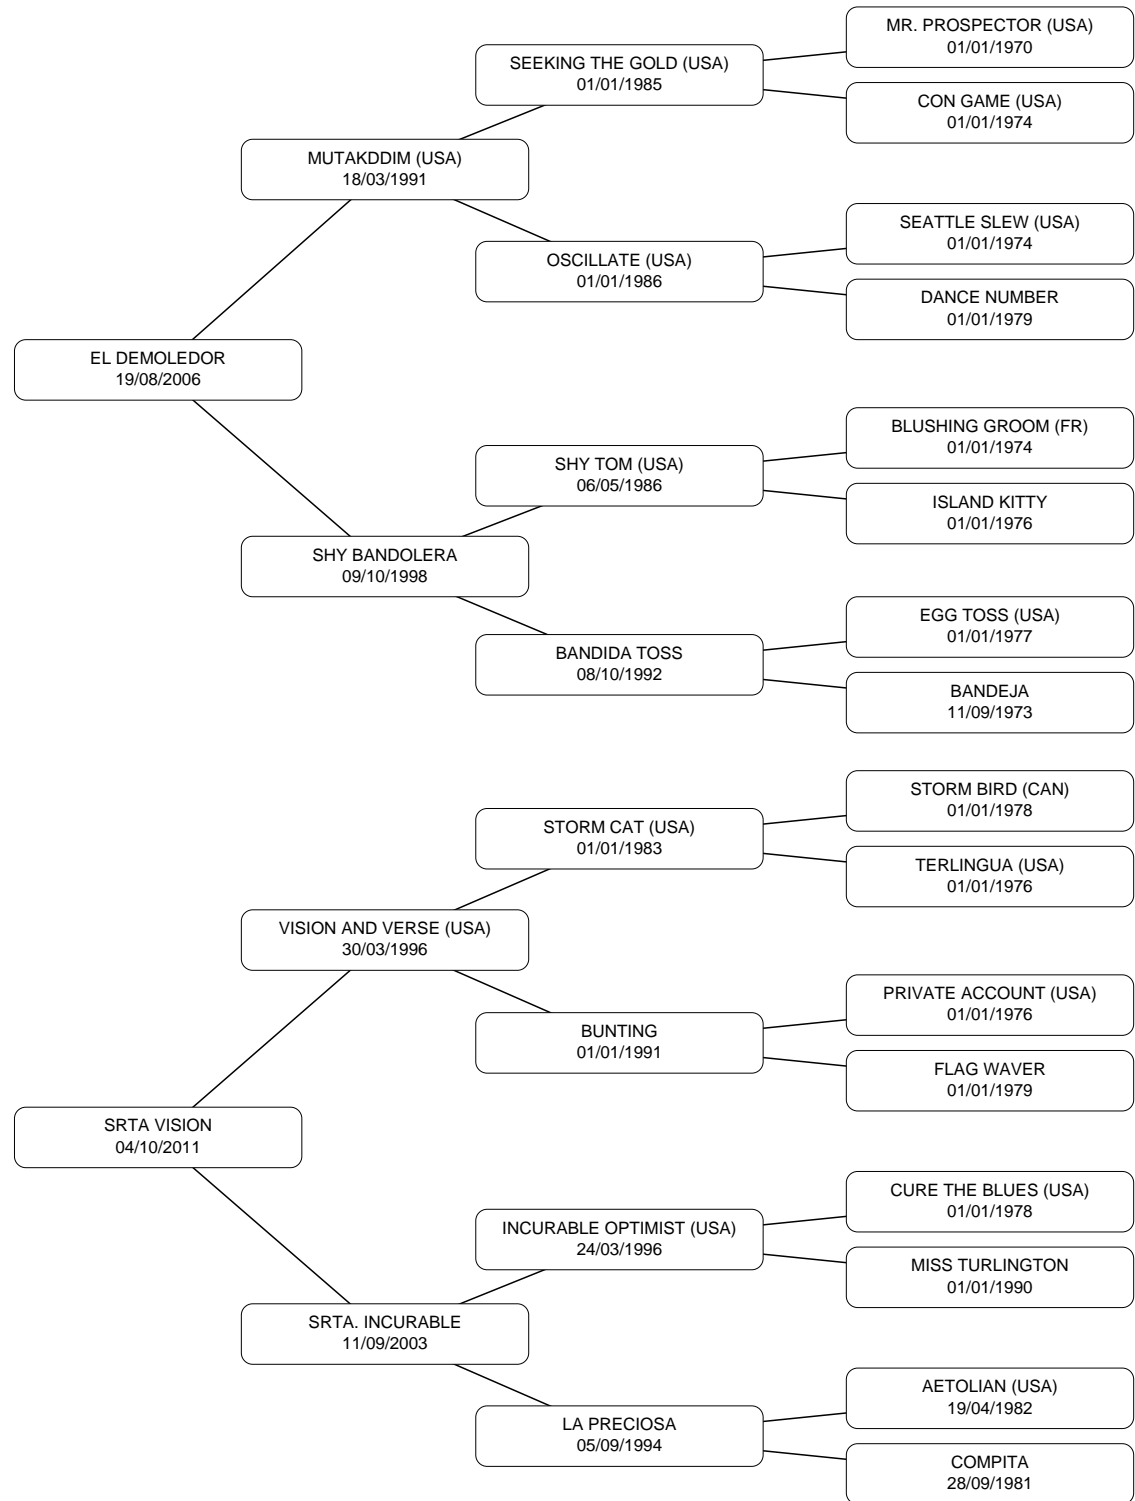 MR. PROSPECTOR (USA)
01/01/1970
SEEKING THE GOLD (USA)
01/01/1985
CON GAME (USA)
01/01/1974
MUTAKDDIM (USA)
18/03/1991
SEATTLE SLEW (USA)
01/01/1974
OSCILLATE (USA)
01/01/1986
DANCE NUMBER
01/01/1979
EL DEMOLEDOR
19/08/2006
BLUSHING GROOM (FR)
01/01/1974
SHY TOM (USA)
06/05/1986
ISLAND KITTY
01/01/1976
SHY BANDOLERA
09/10/1998
EGG TOSS (USA)
01/01/1977
BANDIDA TOSS
08/10/1992
BANDEJA
11/09/1973
STORM BIRD (CAN)
01/01/1978
STORM CAT (USA)
01/01/1983
TERLINGUA (USA)
01/01/1976
VISION AND VERSE (USA)
30/03/1996
PRIVATE ACCOUNT (USA)
01/01/1976
BUNTING
01/01/1991
FLAG WAVER
01/01/1979
SRTA VISION
04/10/2011
CURE THE BLUES (USA)
01/01/1978
INCURABLE OPTIMIST (USA)
24/03/1996
MISS TURLINGTON
01/01/1990
SRTA. INCURABLE
11/09/2003
AETOLIAN (USA)
19/04/1982
LA PRECIOSA
05/09/1994
COMPITA
28/09/1981